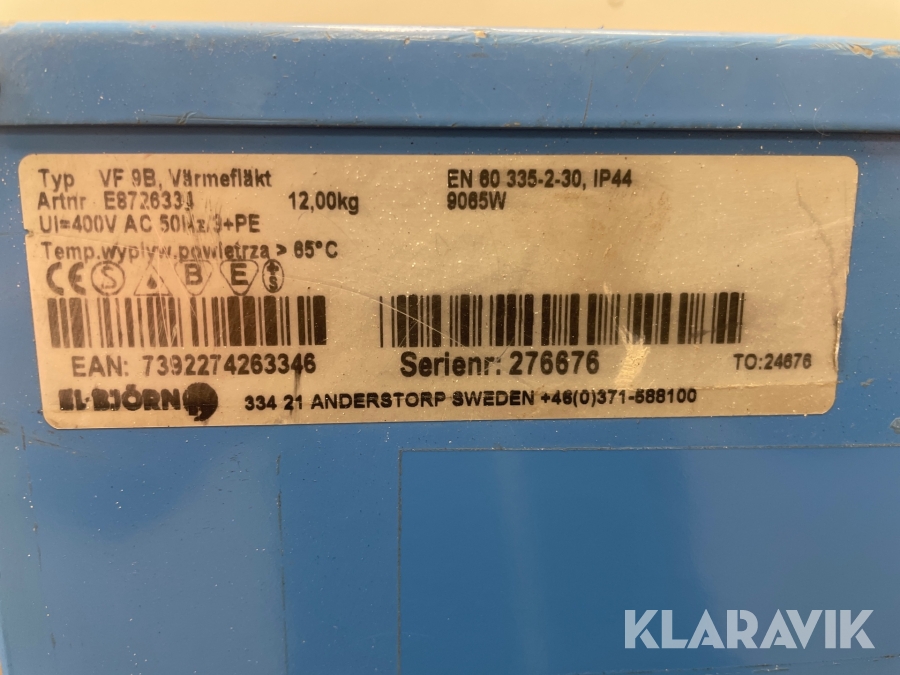 Typ VF 9B, Värmefläkt EN 60 335-2-30, IP44
Artnr E8726334 12,00kg 9065W
UI=400V AC 50Hz/3+PE
Temp.wypływ.powietrza > 65°C
CE S B E +S
EAN: 7392274263346 Serienr: 276676 TO:24676
EL·BJÖRN 334 21 ANDERSTORP SWEDEN +46(0)371-588100
KLARAVIK